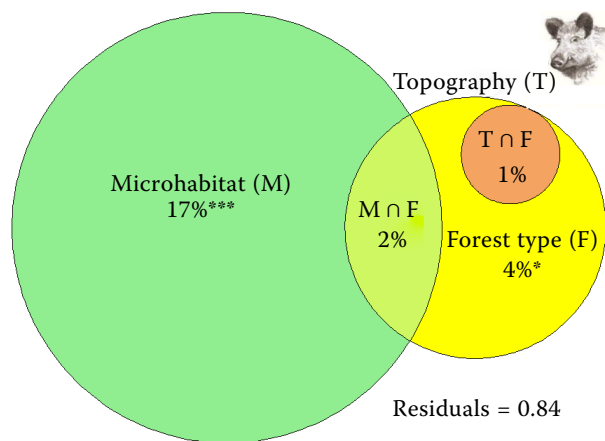 Topography (T)
T ∩ F
1%
Microhabitat (M)
17%***
M ∩ F
2%
Forest type (F)
4%*
Residuals = 0.84